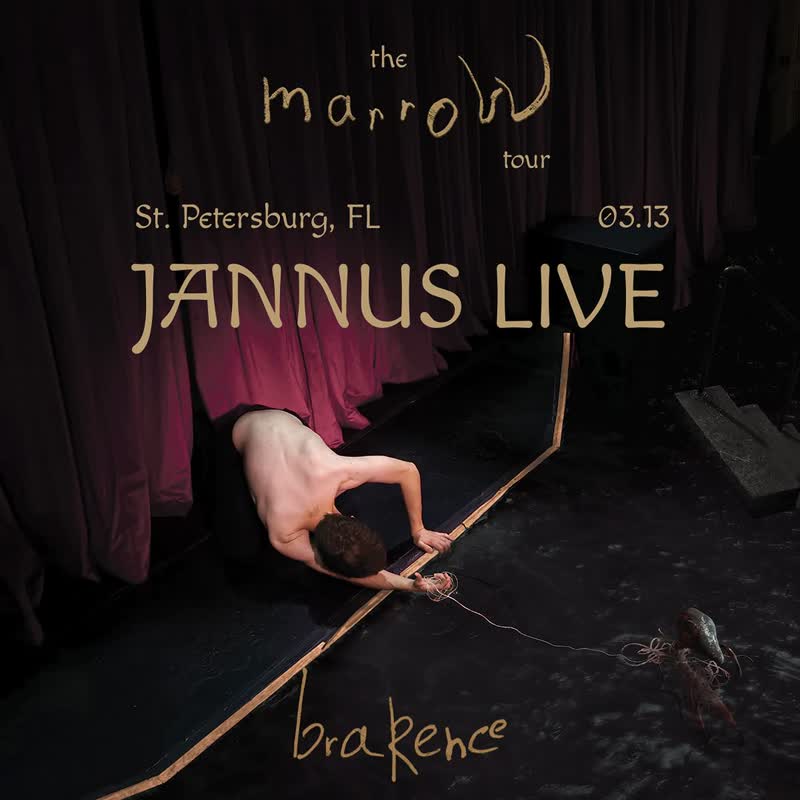 the
marrow
tour
St. Petersburg, FL 03.13
JANNUS LIVE
brakence